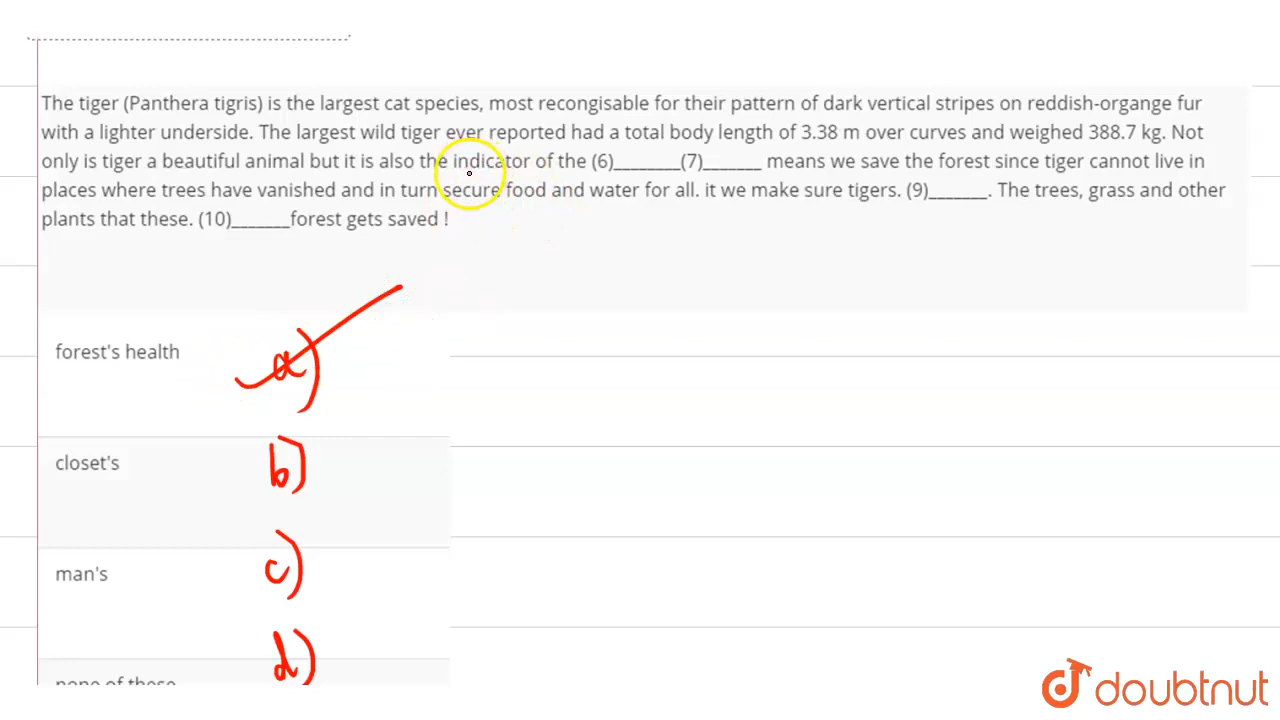 The tiger (Panthera tigris) is the largest cat species, most recongisable for their pattern of dark vertical stripes on reddish-organge fur
with a lighter underside. The largest wild tiger ever reported had a total body length of 3.38 m over curves and weighed 388.7 kg. Not
only is tiger a beautiful animal but it is also the indicator of the (6)________(7)_______ means we save the forest since tiger cannot live in
places where trees have vanished and in turn secure food and water for all. it we make sure tigers. (9)_______. The trees, grass and other
plants that these. (10)_______forest gets saved !
forest's health a)
closet's b)
man's c)
none of these d)
doubtnut